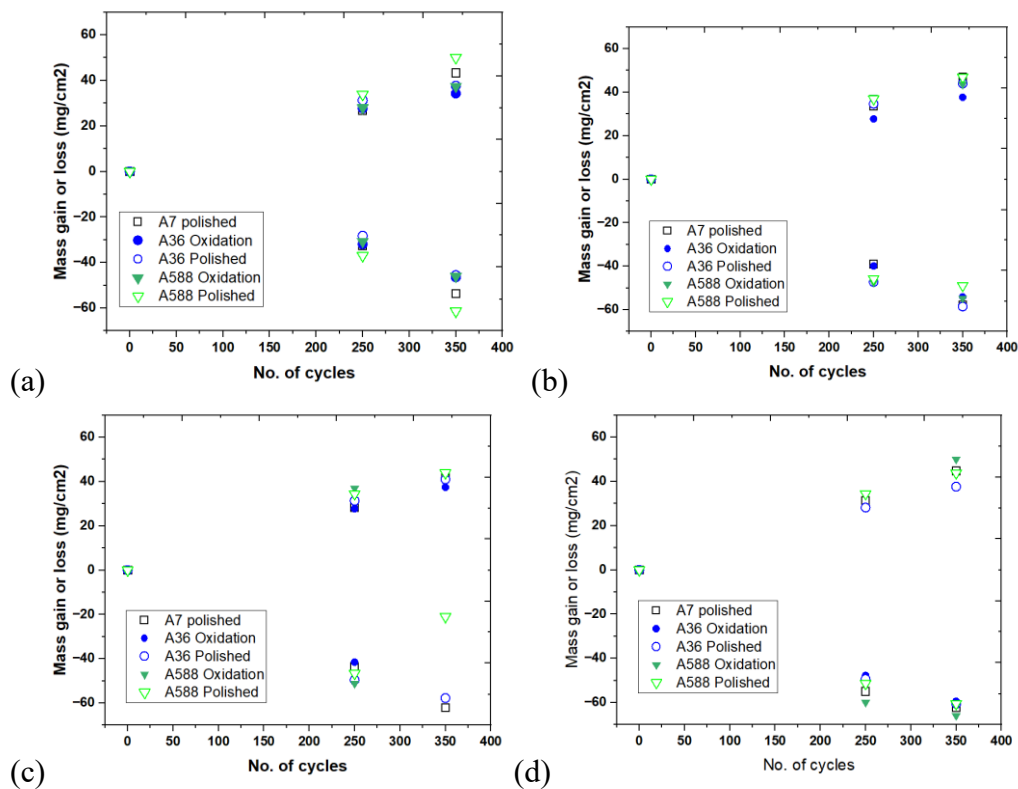 Mass gain or loss (mg/cm2)
60
40
20
0
−20
−40
−60
A7 polished
A36 Oxidation
A36 Polished
A588 Oxidation
A588 Polished
0 50 100 150 200 250 300 350 400
No. of cycles
(a)
Mass gain or loss (mg/cm2)
60
40
20
0
−20
−40
−60
A7 polished
A36 Oxidation
A36 Polished
A588 Oxidation
A588 Polished
0 50 100 150 200 250 300 350 400
No. of cycles
(b)
Mass gain or loss (mg/cm2)
60
40
20
0
−20
−40
−60
A7 polished
A36 Oxidation
A36 Polished
A588 Oxidation
A588 Polished
0 50 100 150 200 250 300 350 400
No. of cycles
(c)
Mass gain or loss (mg/cm2)
60
40
20
0
−20
−40
−60
A7 polished
A36 Oxidation
A36 Polished
A588 Oxidation
A588 Polished
0 50 100 150 200 250 300 350 400
No. of cycles
(d)